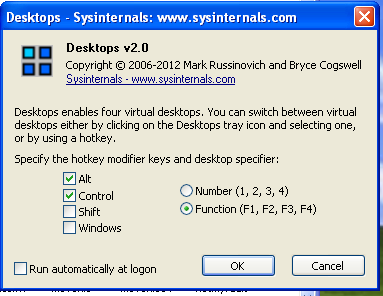 Desktops - Sysinternals: www.sysinternals.com
Desktops v2.0
Copyright © 2006-2012 Mark Russinovich and Bryce Cogswell
Sysinternals - www.sysinternals.com
Desktops enables four virtual desktops. You can switch between virtual
desktops either by clicking on the Desktops tray icon and selecting one,
or by using a hotkey.
Specify the hotkey modifier keys and desktop specifier:
Alt
Control
Shift
Windows
Number (1, 2, 3, 4)
Function (F1, F2, F3, F4)
Run automatically at logon
OK
Cancel